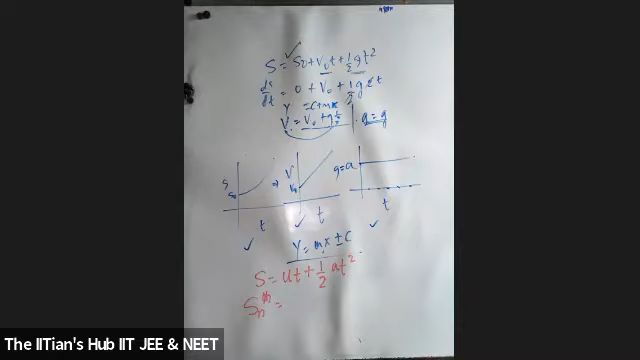 S = S₀ + V₀t + ½gt²
ds/dt = 0 + V₀ + ½g2t
Y = C + mx
V = V₀ + gt
a = g
S
t
V
V₀
t
g = a
t
Y = mx ± C
S = ut + ½at²
Sₙth =
The IITian's Hub IIT JEE & NEET